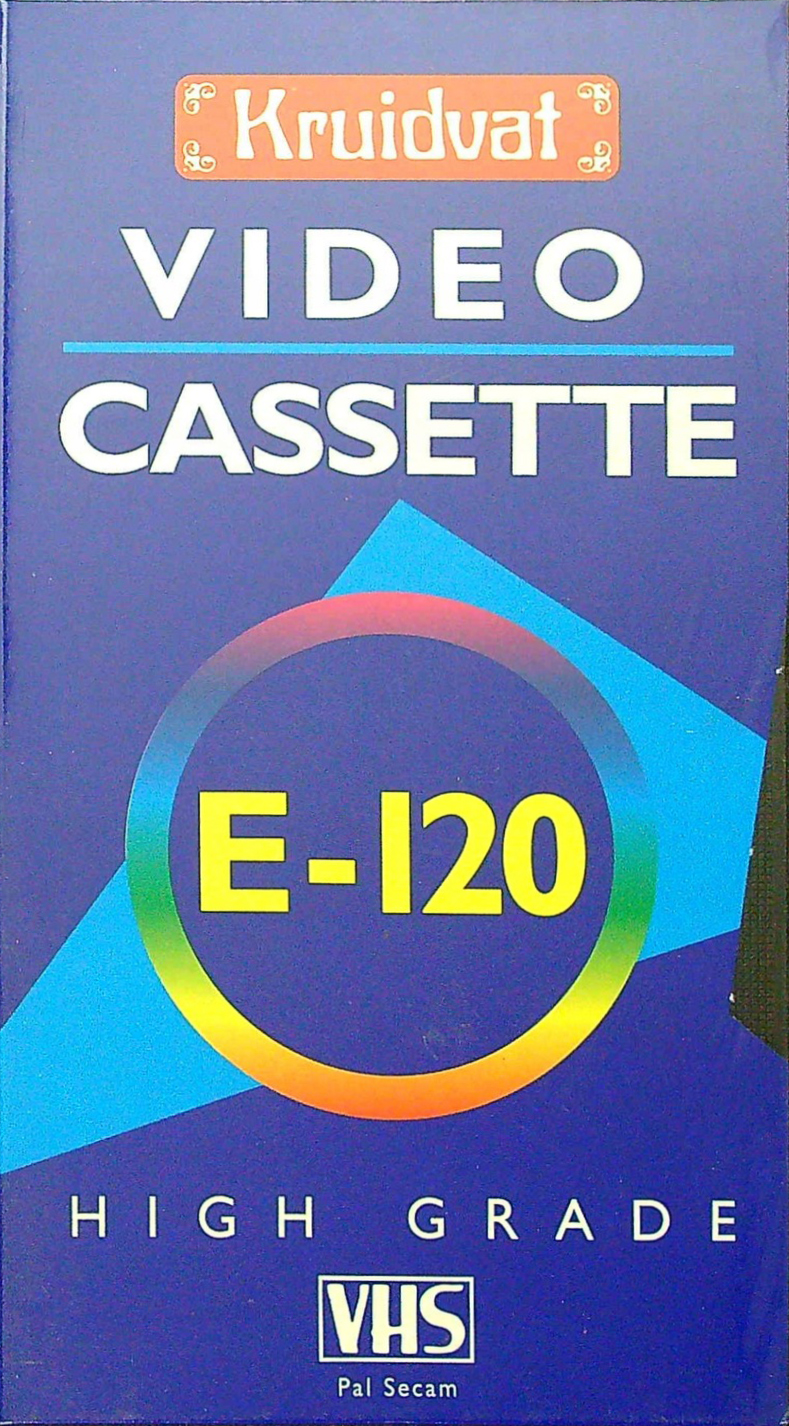 Kruidvat
VIDEO
CASSETTE
E-120
HIGH GRADE
VHS
Pal Secam